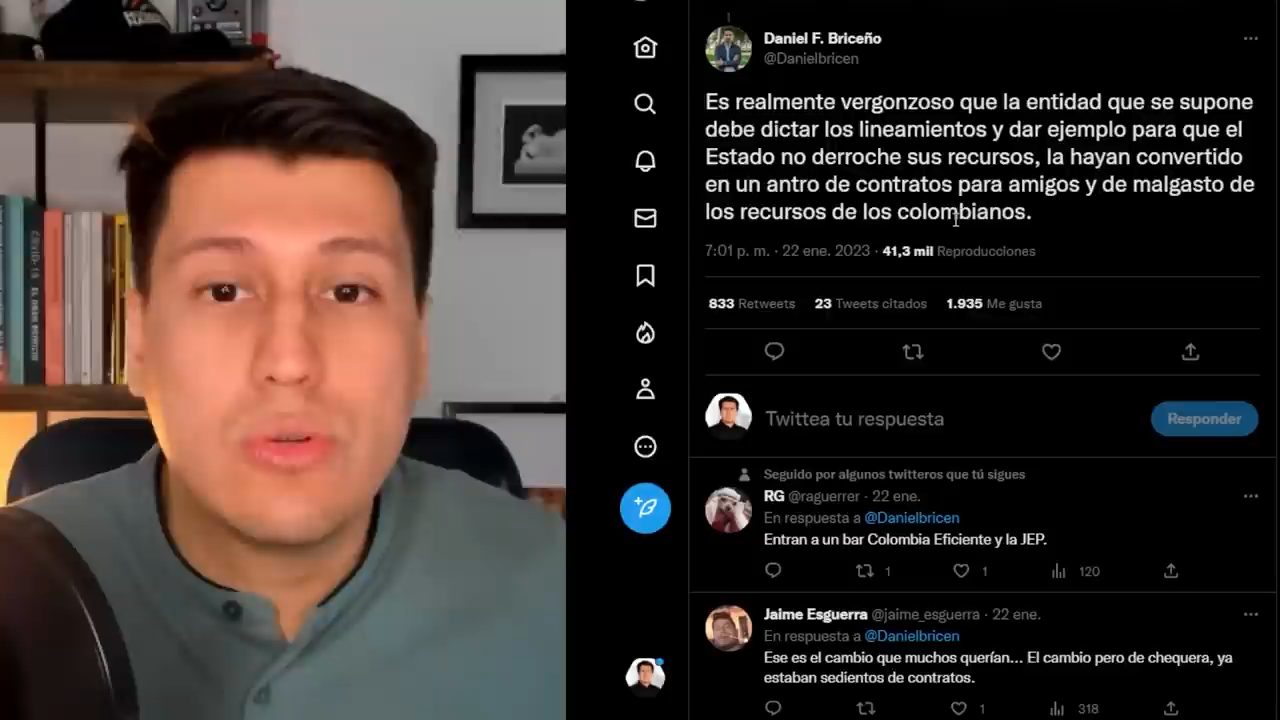 COVID-19
Daniel F. Briceño
@Danielbricen
Es realmente vergonzoso que la entidad que se supone
debe dictar los lineamientos y dar ejemplo para que el
Estado no derroche sus recursos, la hayan convertido
en un antro de contratos para amigos y de malgasto de
los recursos de los colombianos.
7:01 p. m. · 22 ene. 2023 · 41,3 mil Reproducciones
833 Retweets 23 Tweets citados 1.935 Me gusta
Twittea tu respuesta
Responder
Seguido por algunos twitteros que tú sigues
RG @raguerrer · 22 ene.
En respuesta a @Danielbricen
Entran a un bar Colombia Eficiente y la JEP.
1 1 120
Jaime Esguerra @jaime_esguerra · 22 ene.
En respuesta a @Danielbricen
Ese es el cambio que muchos querían... El cambio pero de chequera, ya
estaban sedientos de contratos.
1 318